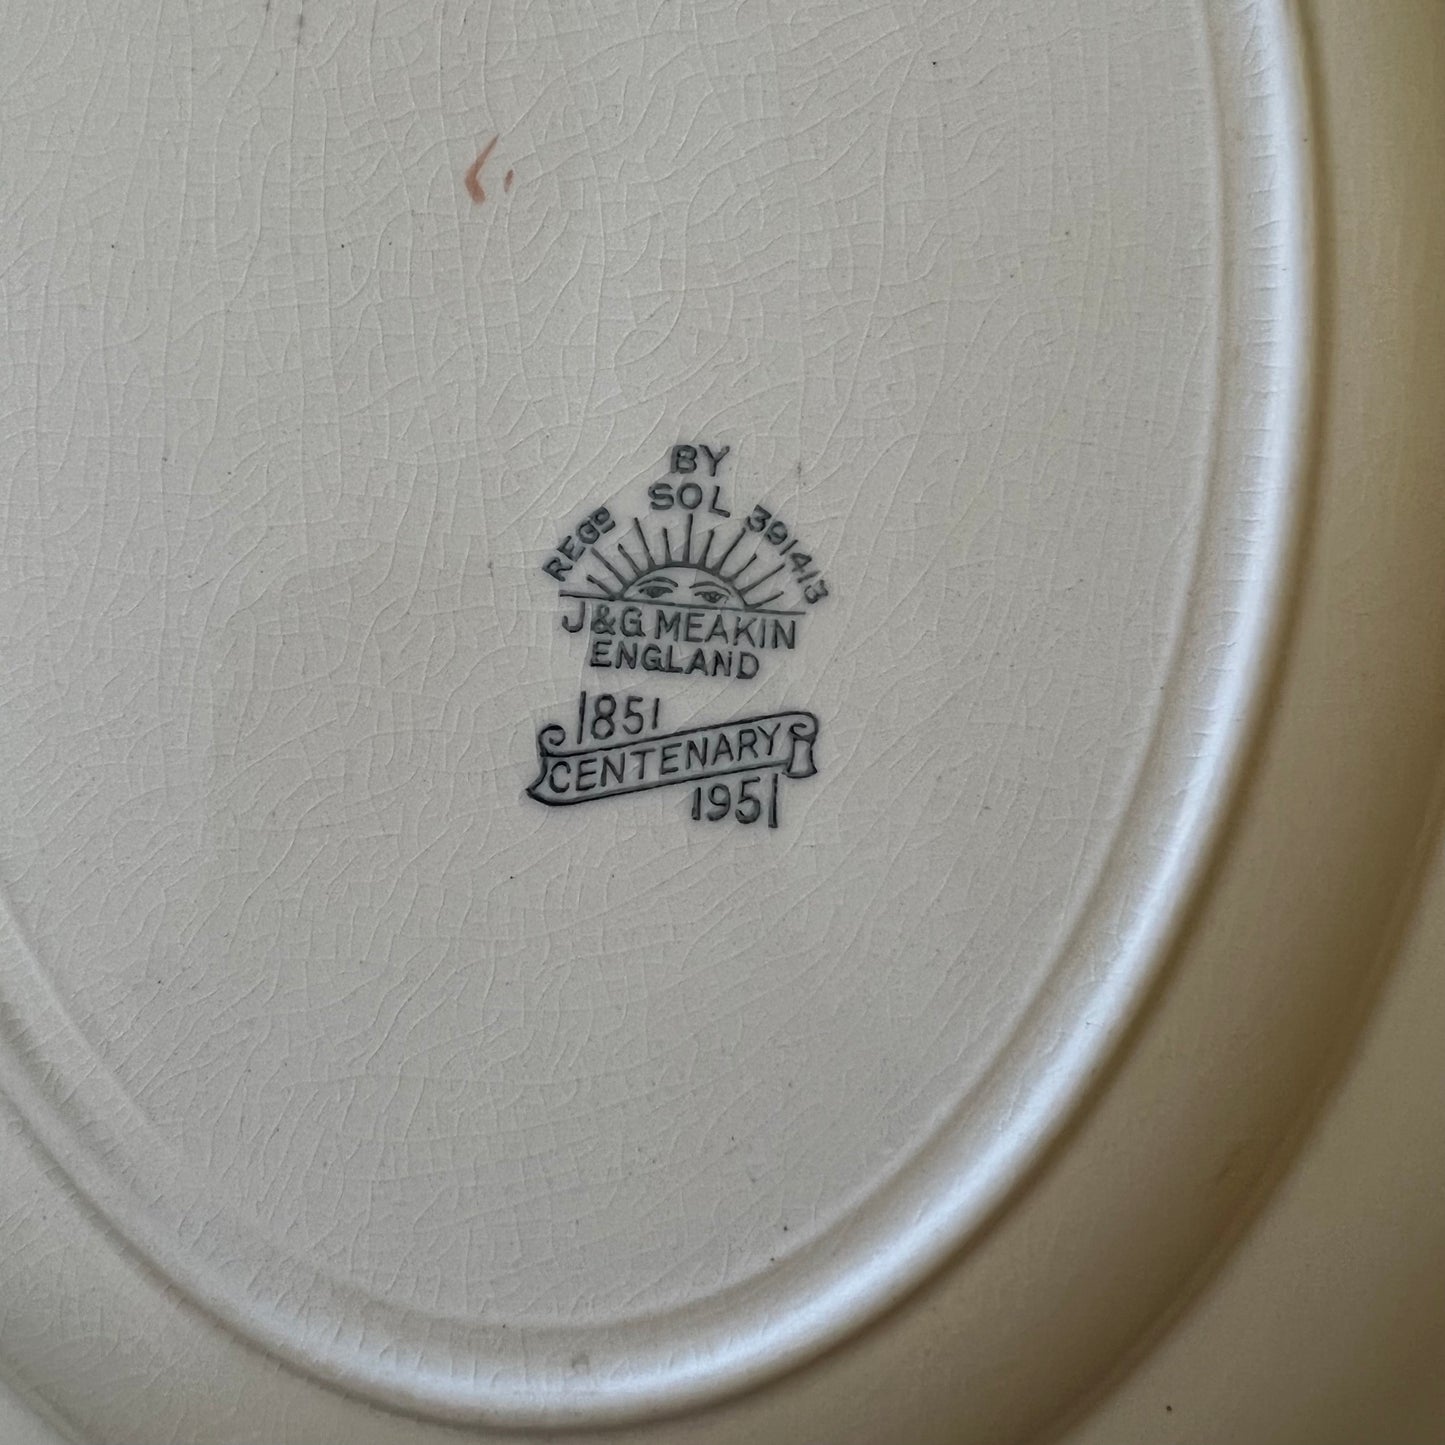 BY
SOL
REGD 391413
J&G MEAKIN
ENGLAND
1851
CENTENARY
1951